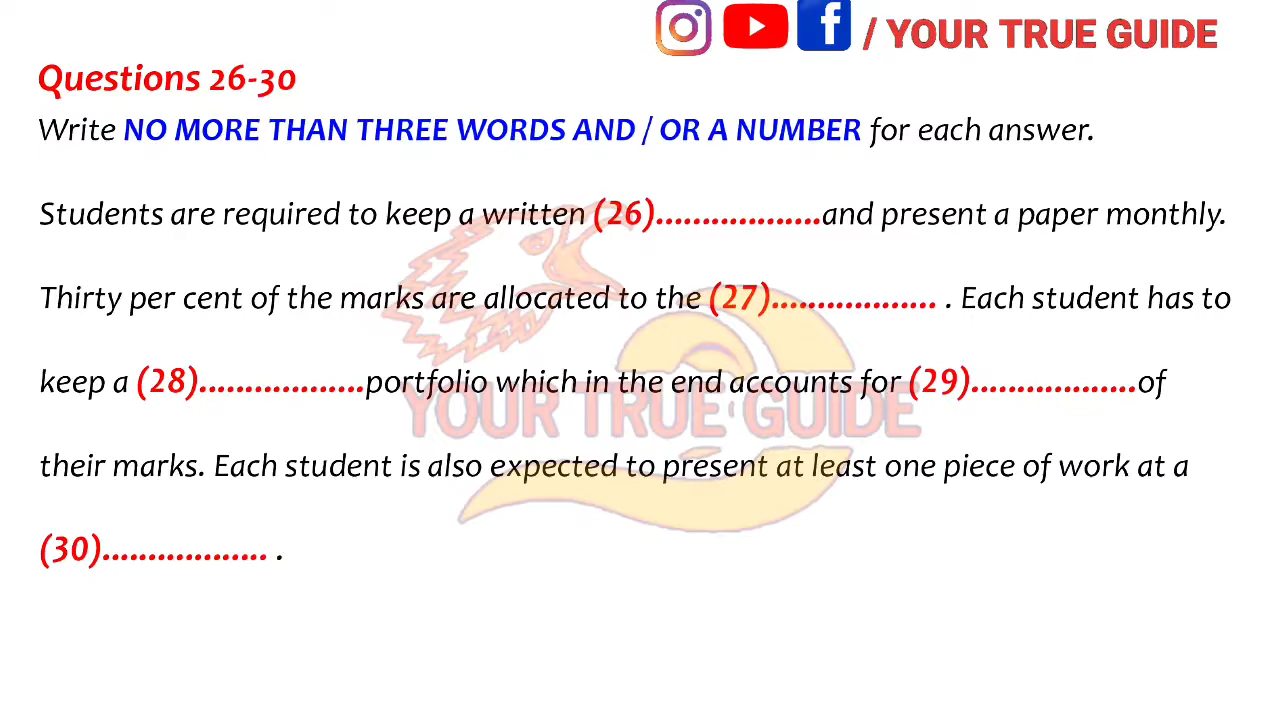 / YOUR TRUE GUIDE
Questions 26-30
Write NO MORE THAN THREE WORDS AND / OR A NUMBER for each answer.
Students are required to keep a written (26)..................and present a paper monthly.
Thirty per cent of the marks are allocated to the (27).................. . Each student has to
keep a (28)..................portfolio which in the end accounts for (29)..................of
YOUR TRUE GUIDE
their marks. Each student is also expected to present at least one piece of work at a
(30).................. .